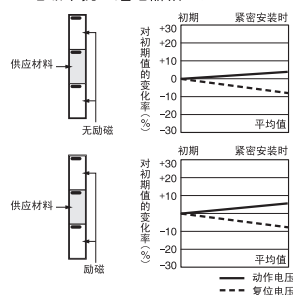 初期 紧密安装时
对初期值的变化率(%)
+30
+20
+10
0
-10
-20
-30
平均值
供应材料
无励磁
初期 紧密安装时
对初期值的变化率(%)
+30
+20
+10
-10
-20
-30
平均值
供应材料
励磁
动作电压
复位电压